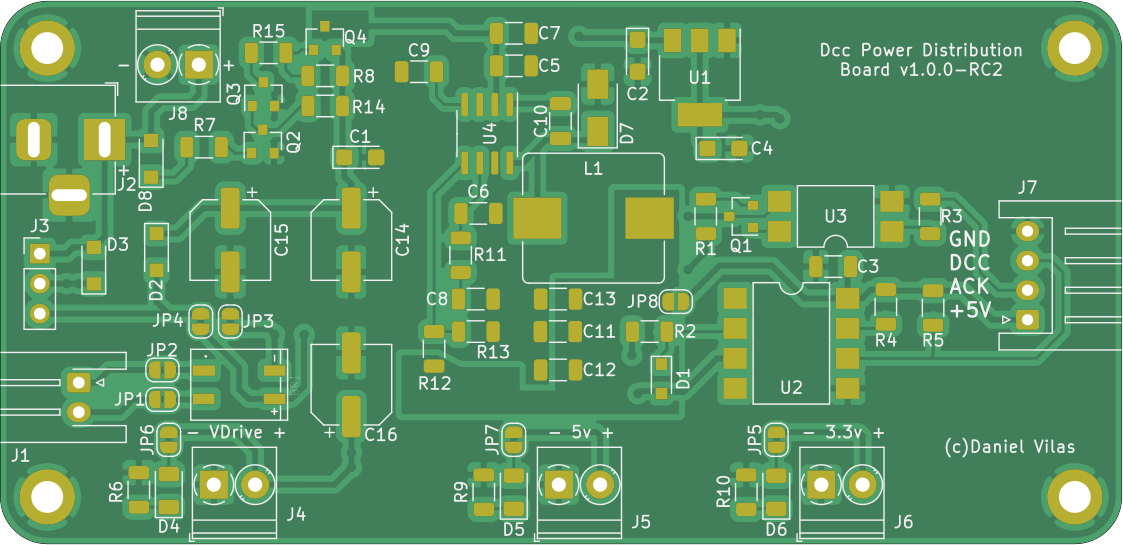 R15
Q4
C7
Dcc Power Distribution
Board v1.0.0-RC2
- +
C9
C5
R8
U1
Q3
C2
J8
R14
C10
D7
U4
R7
Q2
C1
C4
+
J2
D8
L1
+
+
C6
J7
J3
D3
D2
C15
C14
R11
R1
Q1
U3
R3
GND
DCC
C3
ACK
+5V
C8
C13
JP8
JP4
JP3
R13
C11
R2
R4
R5
JP2
-
R12
C12
D1
U2
JP1
+
JP6
- VDrive +
+
C16
JP7
- 5v +
JP5
- 3.3v +
J1
(c)Daniel Vilas
R6
R9
R10
D4
J4
D5
J5
D6
J6